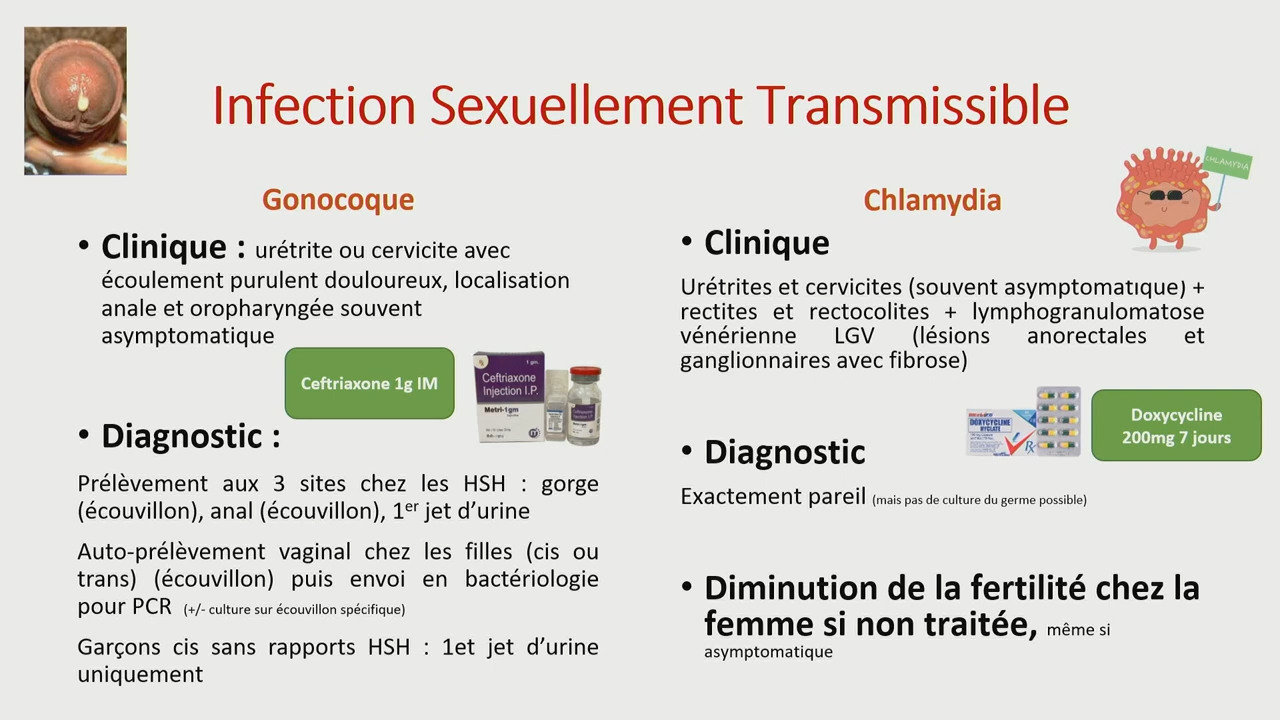 Infection Sexuellement Transmissible
Gonocoque
• Clinique : urétrite ou cervicite avec
écoulement purulent douloureux, localisation
anale et oropharyngée souvent
asymptomatique
Ceftriaxone 1g IM
1 gm.
Ceftriaxone
Injection I.P.
Metri-1gm
• Diagnostic :
Prélèvement aux 3 sites chez les HSH : gorge
(écouvillon), anal (écouvillon), 1er jet d’urine
Auto-prélèvement vaginal chez les filles (cis ou
trans) (écouvillon) puis envoi en bactériologie
pour PCR (+/- culture sur écouvillon spécifique)
Garçons cis sans rapports HSH : 1et jet d’urine
uniquement
CHLAMYDIA
Chlamydia
• Clinique
Urétrites et cervicites (souvent asymptomatique) +
rectites et rectocolites + lymphogranulomatose
vénérienne LGV (lésions anorectales et
ganglionnaires avec fibrose)
DOXYCYCLINE
HYCLATE
Rx
Doxycycline
200mg 7 jours
• Diagnostic
Exactement pareil (mais pas de culture du germe possible)
• Diminution de la fertilité chez la
femme si non traitée, même si
asymptomatique